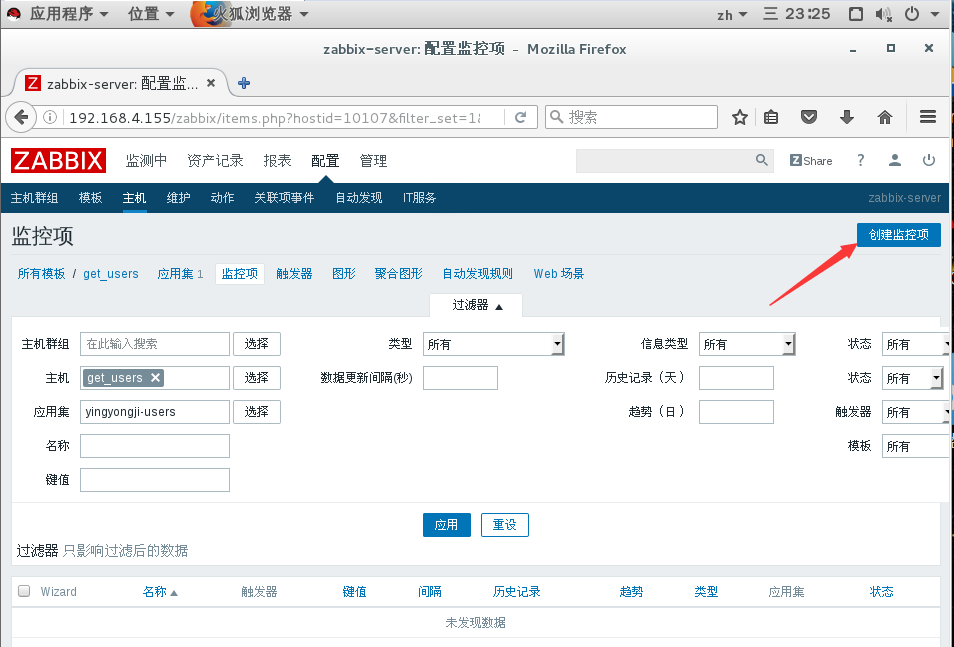 应用程序 位置 火狐浏览器 zh 三 23:25
zabbix-server: 配置监控项 - Mozilla Firefox
zabbix-server: 配置监...
192.168.4.155/zabbix/items.php?hostid=10107&filter_set=1& 搜索
ZABBIX 监测中 资产记录 报表 配置 管理 Z Share ?
主机群组 模板 主机 维护 动作 关联项事件 自动发现 IT服务 zabbix-server
监控项 创建监控项
所有模板 / get_users 应用集 1 监控项 触发器 图形 聚合图形 自动发现规则 Web 场景
过滤器 ▲
主机群组 在此输入搜索 选择 类型 所有 信息类型 所有 状态 所有
主机 get_users 选择 数据更新间隔(秒) 历史记录（天） 状态 所有
应用集 yingyongji-users 选择 趋势（日） 触发器 所有
名称 模板 所有
键值
应用 重设
过滤器 只影响过滤后的数据
Wizard 名称 ▲ 触发器 键值 间隔 历史记录 趋势 类型 应用集 状态
未发现数据